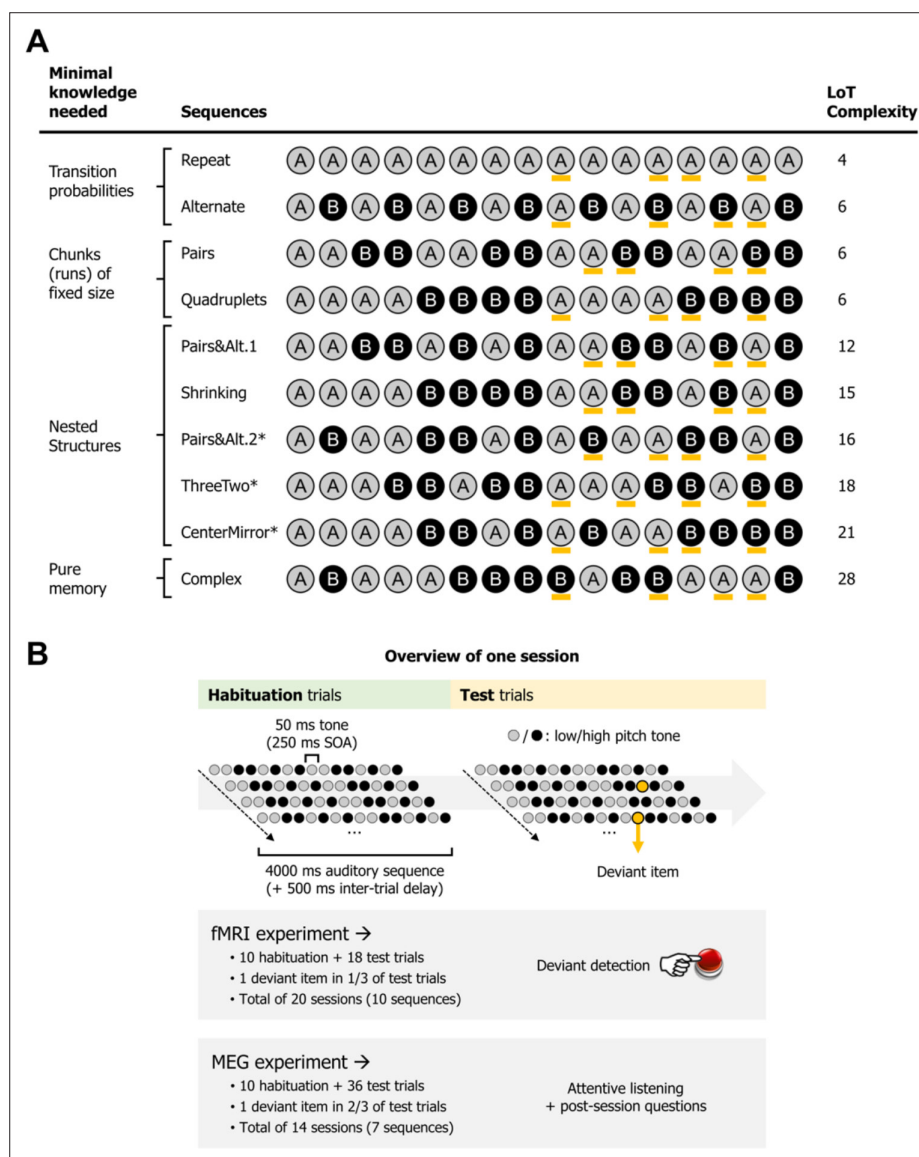 A
Minimal knowledge needed
Sequences
LoT Complexity
Transition probabilities
Repeat
A A A A A A A A A A A A A A A A
4
Alternate
A B A B A B A B A B A B A B A B
6
Chunks (runs) of fixed size
Pairs
A A B B A A B B A A B B A A B B
6
Quadruplets
A A A A B B B B A A A A B B B B
6
Nested Structures
Pairs&Alt.1
A A B B A B A B A A B B A B A B
12
Shrinking
A A A A B B B B A A B B A B A B
15
Pairs&Alt.2*
A B A A B B A B A B A A B B A B
16
ThreeTwo*
A A A B B A B B A A A B B A B B
18
CenterMirror*
A A A A B B A B A B A A B B B B
21
Pure memory
Complex
A B A A A B B B B A B B A A A B
28
B
Overview of one session
Habituation trials
Test trials
50 ms tone
(250 ms SOA)
/ : low/high pitch tone
...
...
4000 ms auditory sequence
(+ 500 ms inter-trial delay)
Deviant item
fMRI experiment →
• 10 habituation + 18 test trials
• 1 deviant item in 1/3 of test trials
• Total of 20 sessions (10 sequences)
Deviant detection
MEG experiment →
• 10 habituation + 36 test trials
• 1 deviant item in 2/3 of test trials
• Total of 14 sessions (7 sequences)
Attentive listening
+ post-session questions